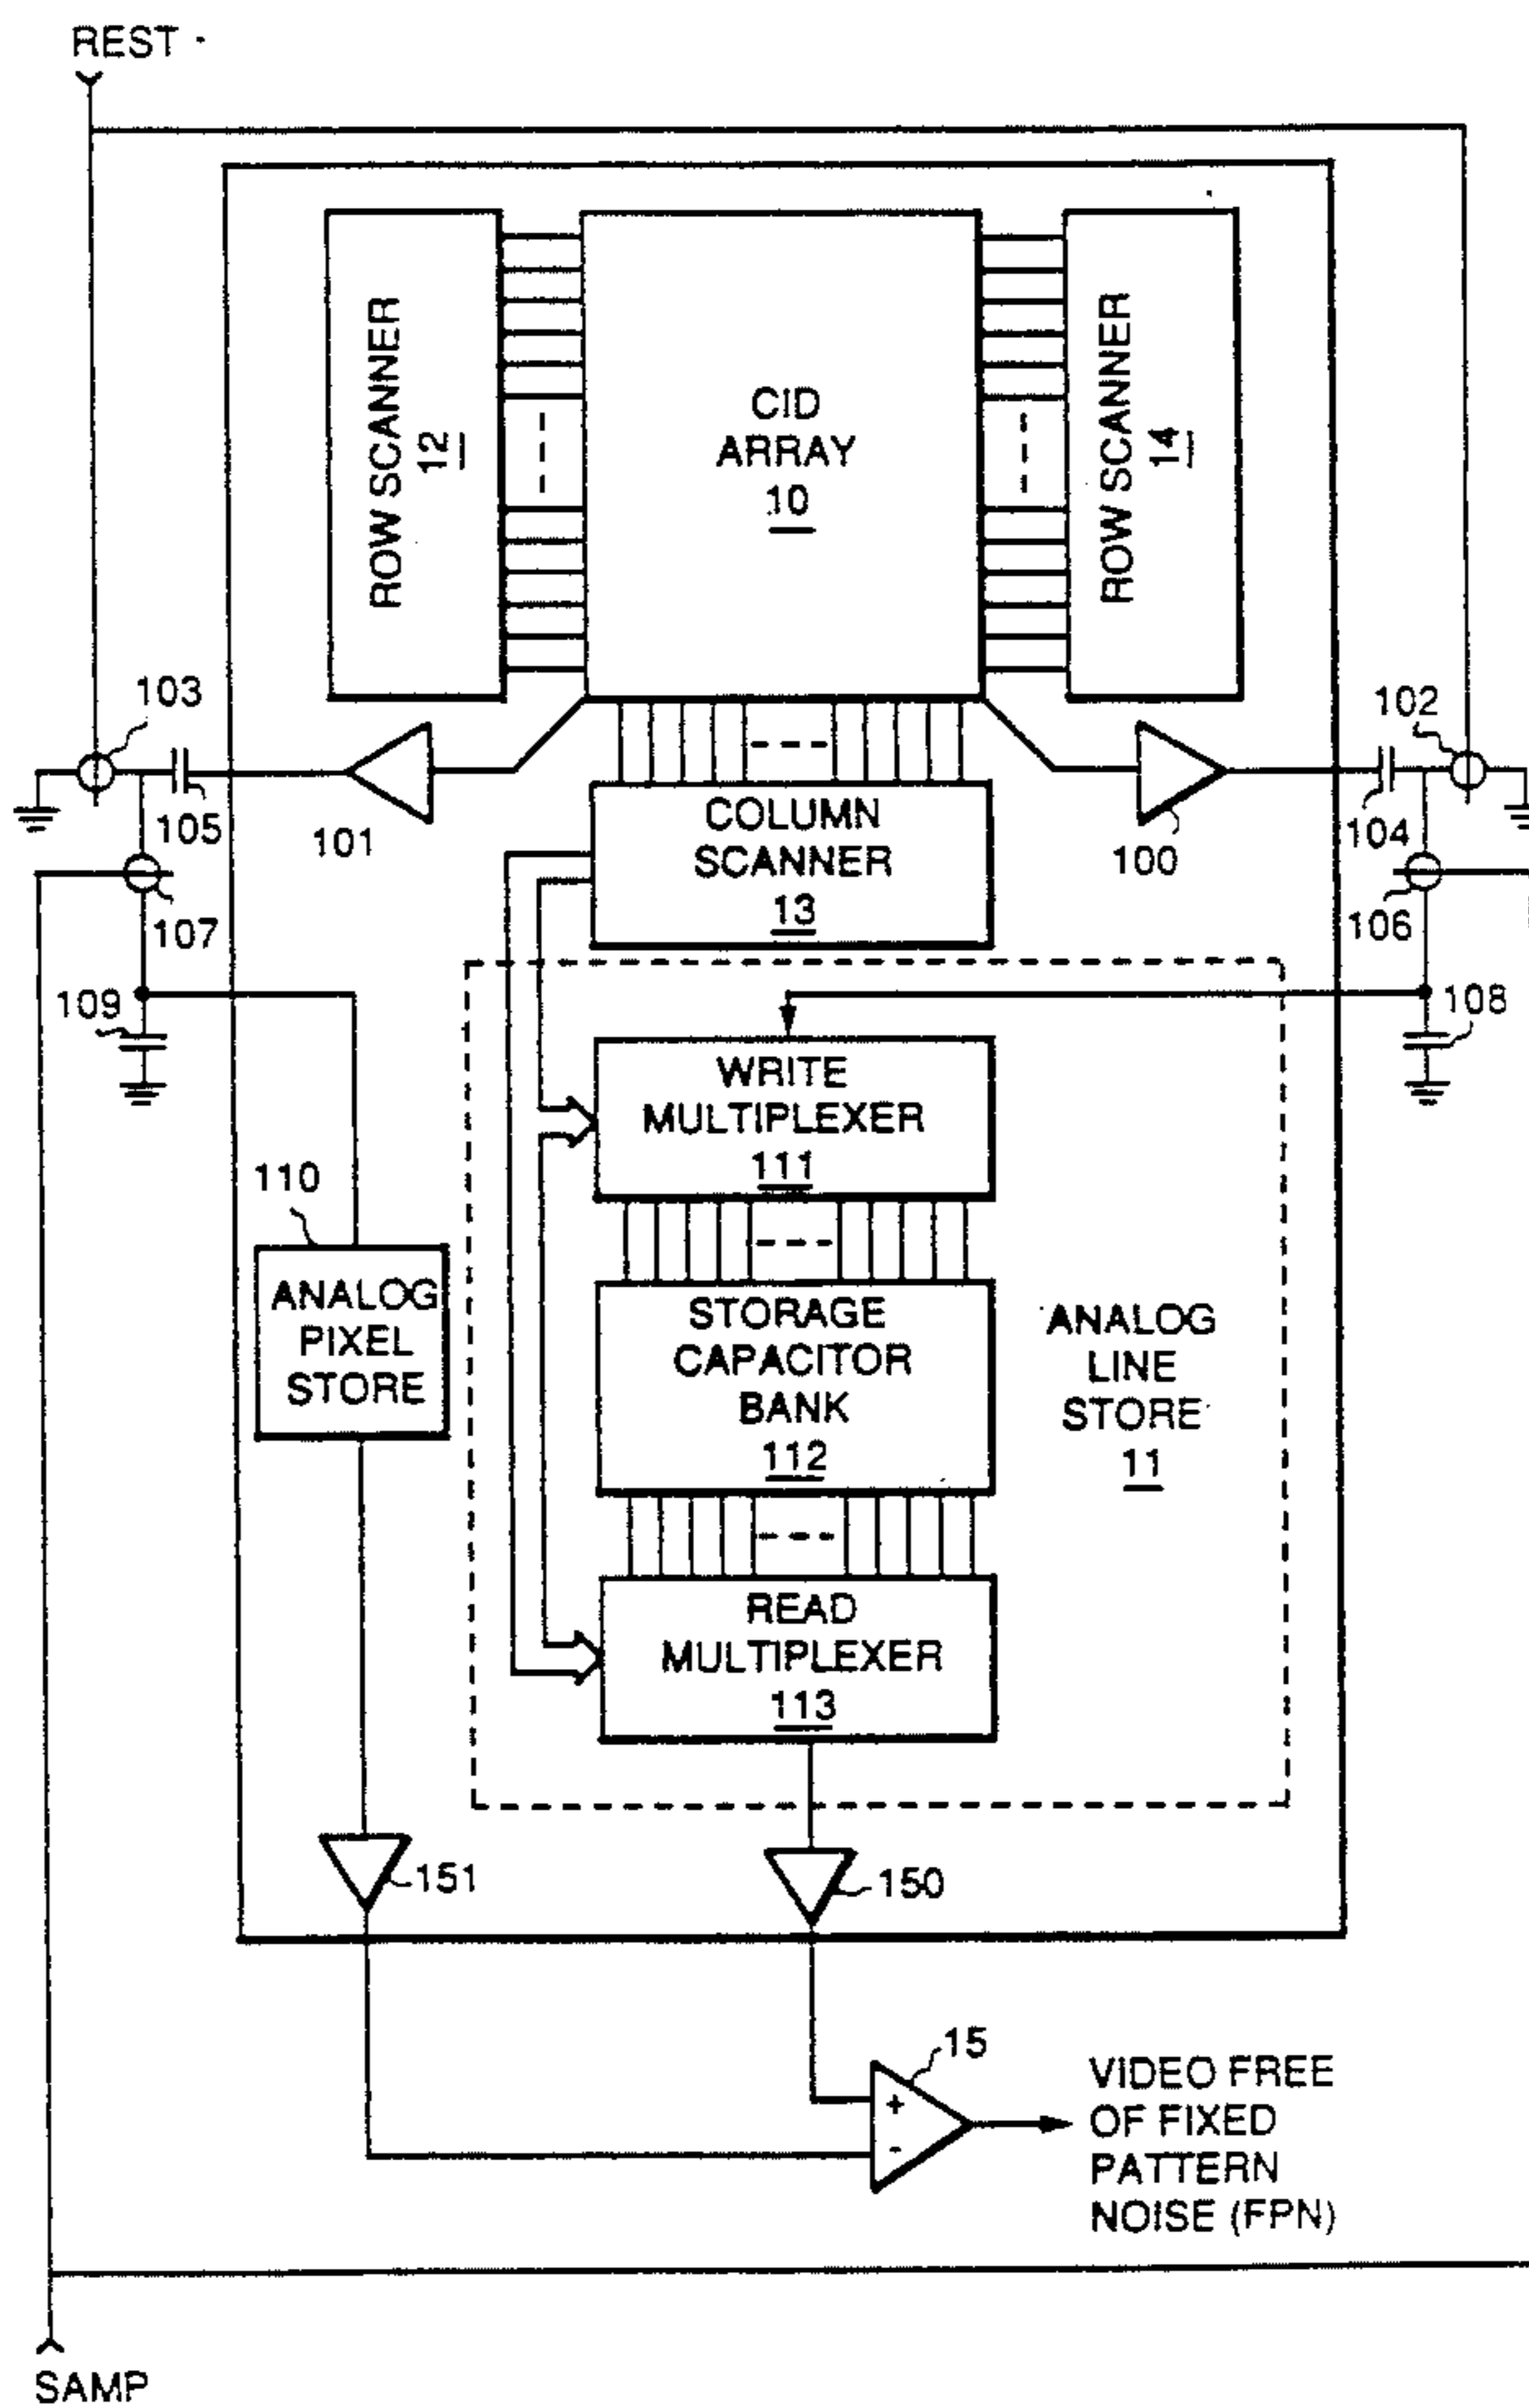 REST
ROW SCANNER
12
CID
ARRAY
10
ROW SCANNER
14
103
102
105
101
COLUMN
SCANNER
13
100
104
107
106
109
108
WRITE
MULTIPLEXER
111
110
ANALOG
PIXEL
STORE
STORAGE
CAPACITOR
BANK
112
ANALOG
LINE
STORE
11
READ
MULTIPLEXER
113
151
150
15
+
-
VIDEO FREE
OF FIXED
PATTERN
NOISE (FPN)
SAMP